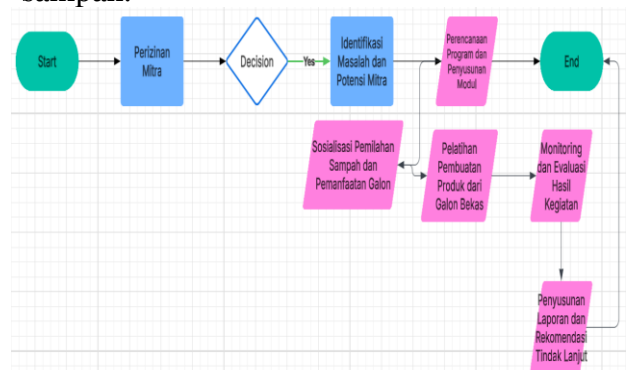 sampah.
Start
Perizinan
Mitra
Decision
Yes
Identifikasi
Masalah dan
Potensi Mitra
Perencanaan
Program dan
Penyusunan
Modul
End
Sosialisasi Pemilahan
Sampah dan
Pemanfaatan Galon
Pelatihan
Pembuatan
Produk dari
Galon Bekas
Monitoring
dan Evaluasi
Hasil
Kegiatan
Penyusunan
Laporan dan
Rekomendasi
Tindak Lanjut